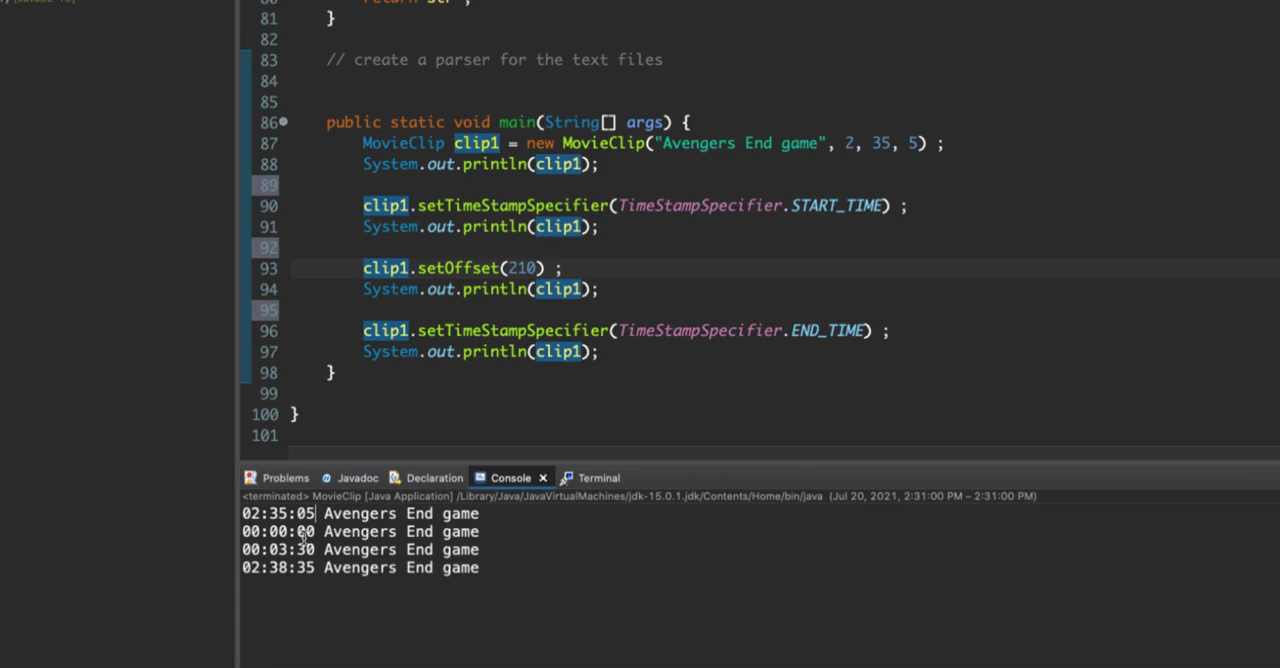 81 }
82
83 // create a parser for the text files
84
85
86 public static void main(String[] args) {
87 MovieClip clip1 = new MovieClip("Avengers End game", 2, 35, 5) ;
88 System.out.println(clip1);
89
90 clip1.setTimeStampSpecifier(TimeStampSpecifier.START_TIME) ;
91 System.out.println(clip1);
92
93 clip1.setOffset(210) ;
94 System.out.println(clip1);
95
96 clip1.setTimeStampSpecifier(TimeStampSpecifier.END_TIME) ;
97 System.out.println(clip1);
98 }
99
100 }
101
Problems Javadoc Declaration Console Terminal
<terminated> MovieClip [Java Application] /Library/Java/JavaVirtualMachines/jdk-15.0.1.jdk/Contents/Home/bin/java (Jul 20, 2021, 2:31:00 PM – 2:31:00 PM)
02:35:05 Avengers End game
00:00:00 Avengers End game
00:03:30 Avengers End game
02:38:35 Avengers End game